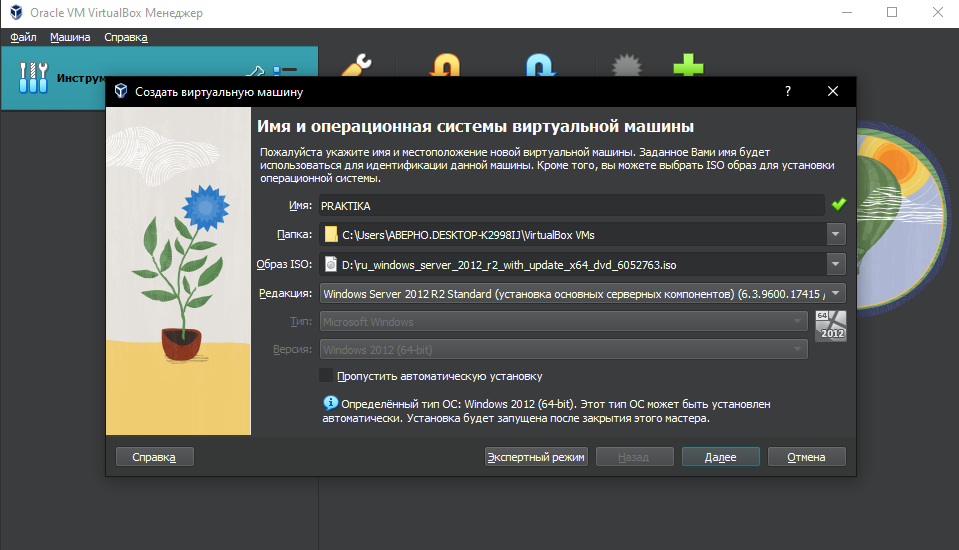 Oracle VM VirtualBox Менеджер
Файл Машина Справка
Создать виртуальную машину
?
Имя и операционная системы виртуальной машины
Пожалуйста укажите имя и местоположение новой виртуальной машины. Заданное Вами имя будет
использоваться для идентификации данной машины. Кроме того, вы можете выбрать ISO образ для установки
операционной системы.
Имя: PRAKTIKA
Папка: C:\Users\ABEPHO.DESKTOP-K2998IJ\VirtualBox VMs
Образ ISO: D:\ru_windows_server_2012_r2_with_update_x64_dvd_6052763.iso
Редакция: Windows Server 2012 R2 Standard (установка основных серверных компонентов) (6.3.9600.17415 /
Тип: Microsoft Windows
64
2012
Версия: Windows 2012 (64-bit)
Пропустить автоматическую установку
Определённый тип ОС: Windows 2012 (64-bit). Этот тип ОС может быть установлен
автоматически. Установка будет запущена после закрытия этого мастера.
Справка Экспертный режим Назад Далее Отмена